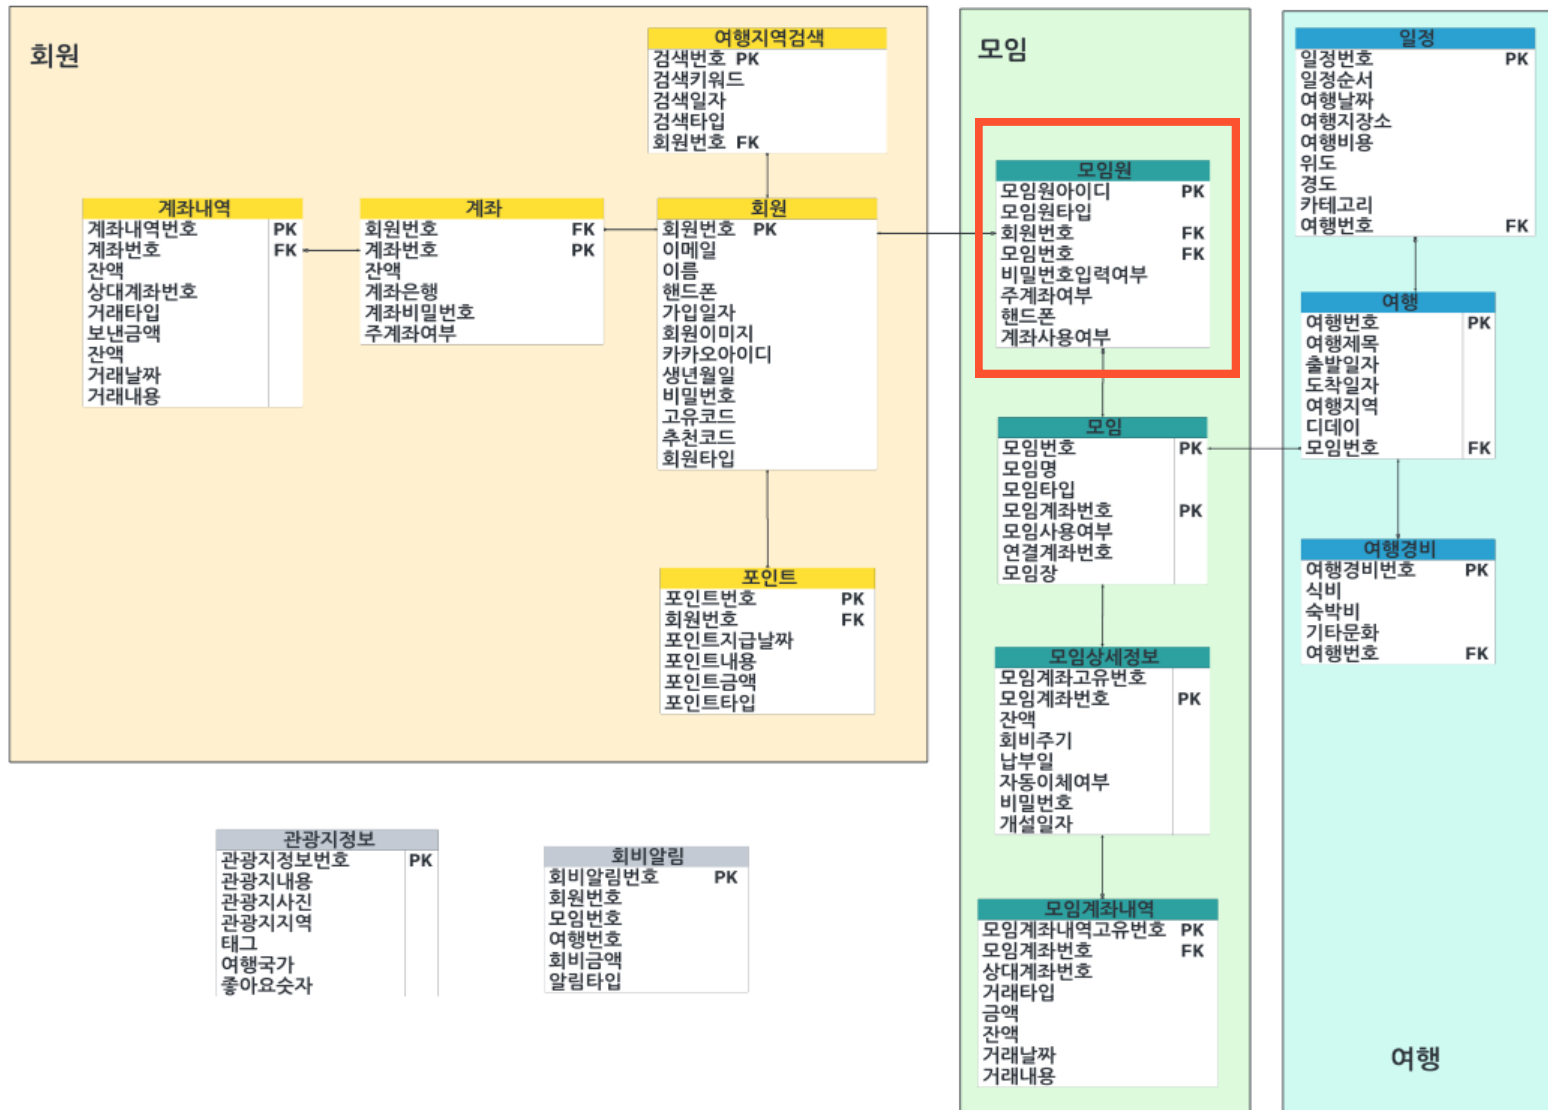 회원
여행지역검색
검색번호 PK
검색키워드
검색일자
검색타입
회원번호 FK
계좌내역
계좌내역번호 PK
계좌번호 FK
잔액
상대계좌번호
거래타입
보낸금액
잔액
거래날짜
거래내용
계좌
회원번호 FK
계좌번호 PK
잔액
계좌은행
계좌비밀번호
주계좌여부
회원
회원번호 PK
이메일
이름
핸드폰
가입일자
회원이미지
카카오아이디
생년월일
비밀번호
고유코드
추천코드
회원타입
포인트
포인트번호 PK
회원번호 FK
포인트지급날짜
포인트내용
포인트금액
포인트타입
관광지정보
관광지정보번호 PK
관광지내용
관광지사진
관광지지역
태그
여행국가
좋아요숫자
회비알림
회비알림번호 PK
회원번호
모임번호
여행번호
회비금액
알림타입
모임
모임원
모임원아이디 PK
모임원타입
회원번호 FK
모임번호 FK
비밀번호입력여부
주계좌여부
핸드폰
계좌사용여부
모임
모임번호 PK
모임명
모임타입
모임계좌번호 PK
모임사용여부
연결계좌번호
모임장
모임상세정보
모임계좌고유번호
모임계좌번호 PK
잔액
회비주기
납부일
자동이체여부
비밀번호
개설일자
모임계좌내역
모임계좌내역고유번호 PK
모임계좌번호 FK
상대계좌번호
거래타입
금액
잔액
거래날짜
거래내용
일정
일정번호 PK
일정순서
여행날짜
여행지장소
여행비용
위도
경도
카테고리
여행번호 FK
여행
여행번호 PK
여행제목
출발일자
도착일자
여행지역
디데이
모임번호 FK
여행경비
여행경비번호 PK
식비
숙박비
기타문화
여행번호 FK
여행